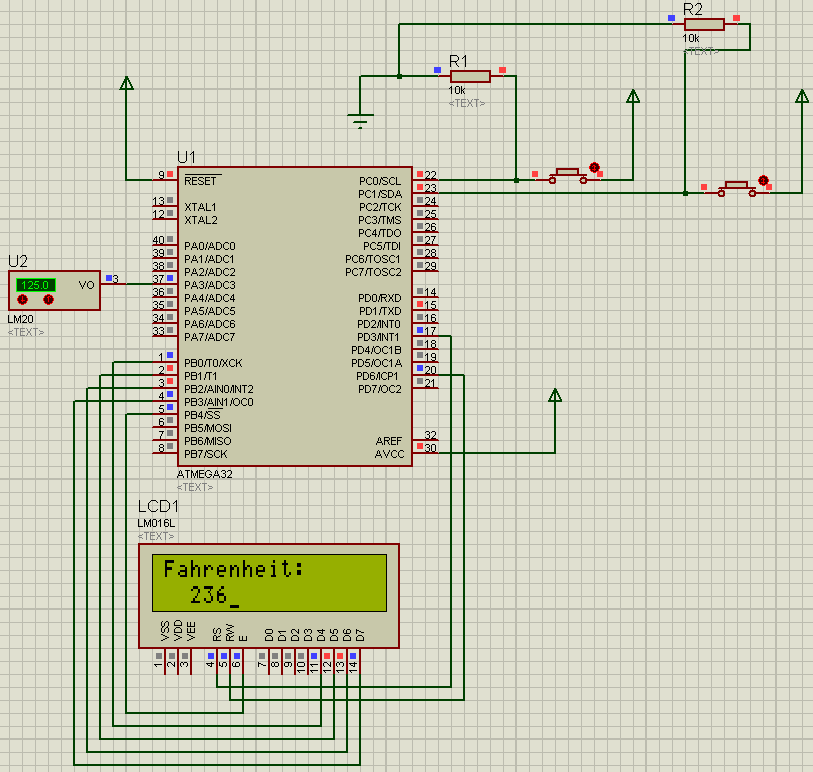 R2
10k
<TEXT>
R1
10k
<TEXT>
U1
9 RESET PC0/SCL 22
PC1/SDA 23
13 XTAL1 PC2/TCK 24
12 XTAL2 PC3/TMS 25
PC4/TDO 26
40 PA0/ADC0 PC5/TDI 27
39 PA1/ADC1 PC6/TOSC1 28
38 PA2/ADC2 PC7/TOSC2 29
37 PA3/ADC3
36 PA4/ADC4 PD0/RXD 14
35 PA5/ADC5 PD1/TXD 15
34 PA6/ADC6 PD2/INT0 16
33 PA7/ADC7 PD3/INT1 17
PD4/OC1B 18
1 PB0/T0/XCK PD5/OC1A 19
2 PB1/T1 PD6/ICP1 20
3 PB2/AIN0/INT2 PD7/OC2 21
4 PB3/AIN1/OC0
5 PB4/SS
6 PB5/MOSI
7 PB6/MISO AREF 32
8 PB7/SCK AVCC 30
ATMEGA32
<TEXT>
U2
125.0 VO 3
LM20
<TEXT>
LCD1
LM016L
<TEXT>
Fahrenheit:
236_
VSS VDD VEE RS RW E D0 D1 D2 D3 D4 D5 D6 D7
1 2 3 4 5 6 7 8 9 10 11 12 13 14